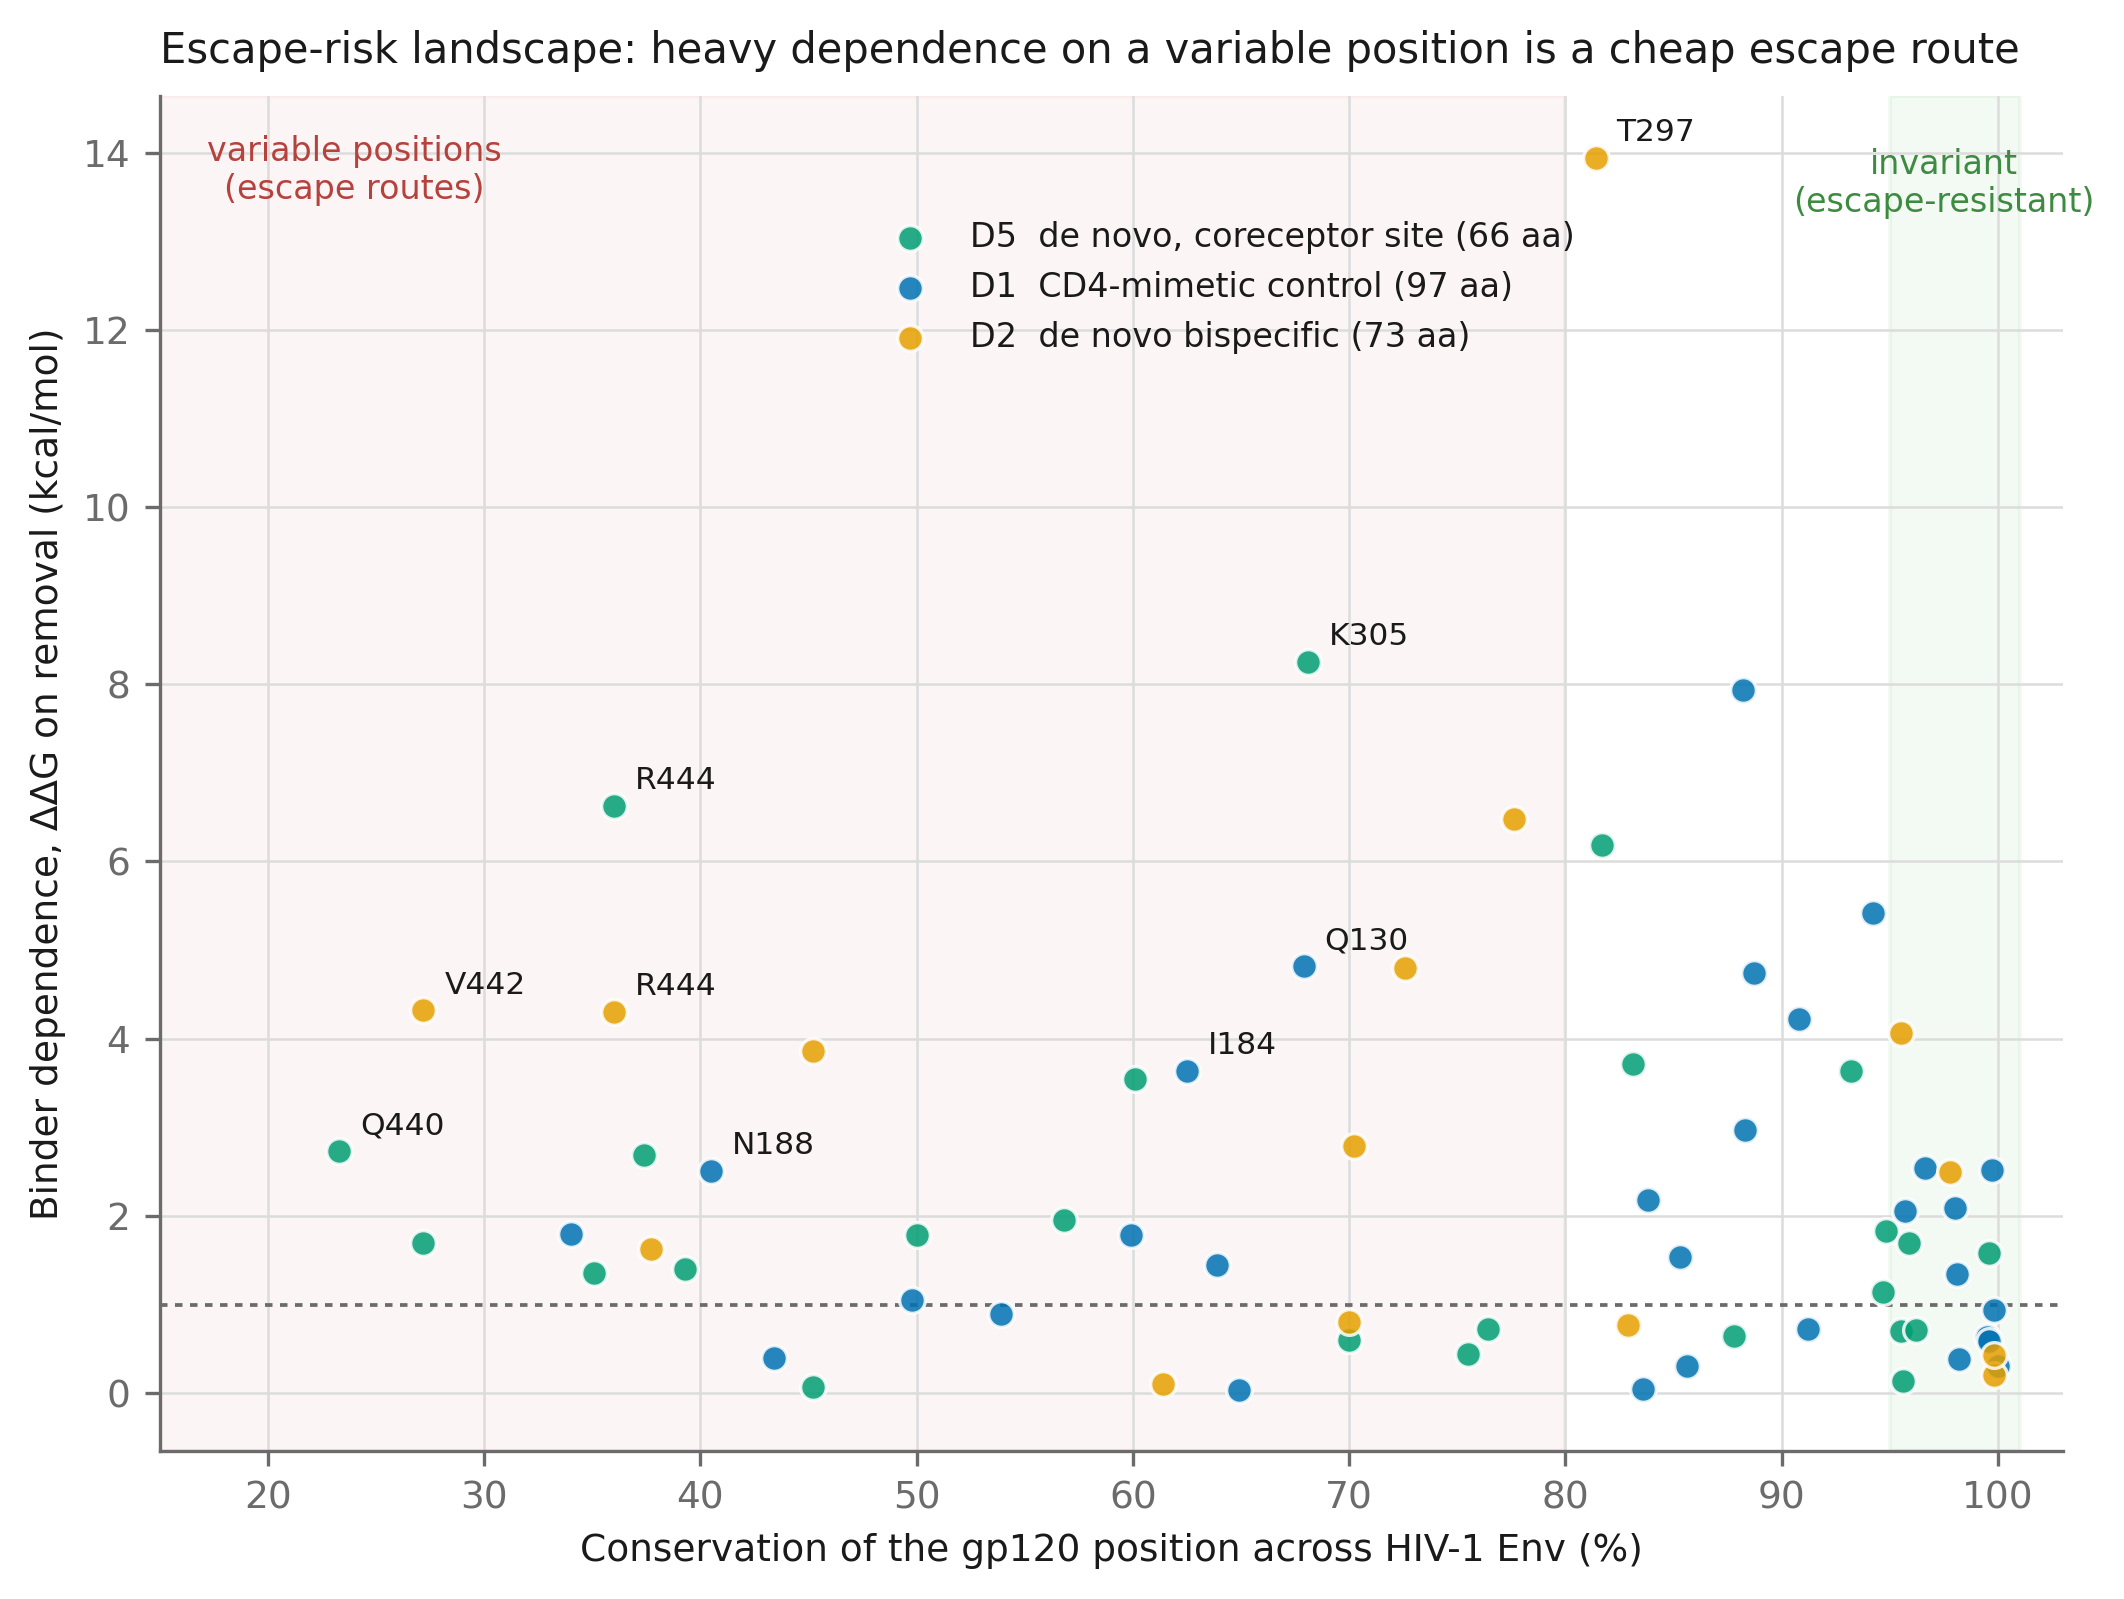 Escape-risk landscape: heavy dependence on a variable position is a cheap escape route
variable positions
(escape routes)
invariant
(escape-resistant)
T297
D5 de novo, coreceptor site (66 aa)
D1 CD4-mimetic control (97 aa)
D2 de novo bispecific (73 aa)
K305
R444
Q130
V442
R444
I184
Q440
N188
14
12
10
8
6
4
2
0
Binder dependence, ΔΔG on removal (kcal/mol)
20 30 40 50 60 70 80 90 100
Conservation of the gp120 position across HIV-1 Env (%)